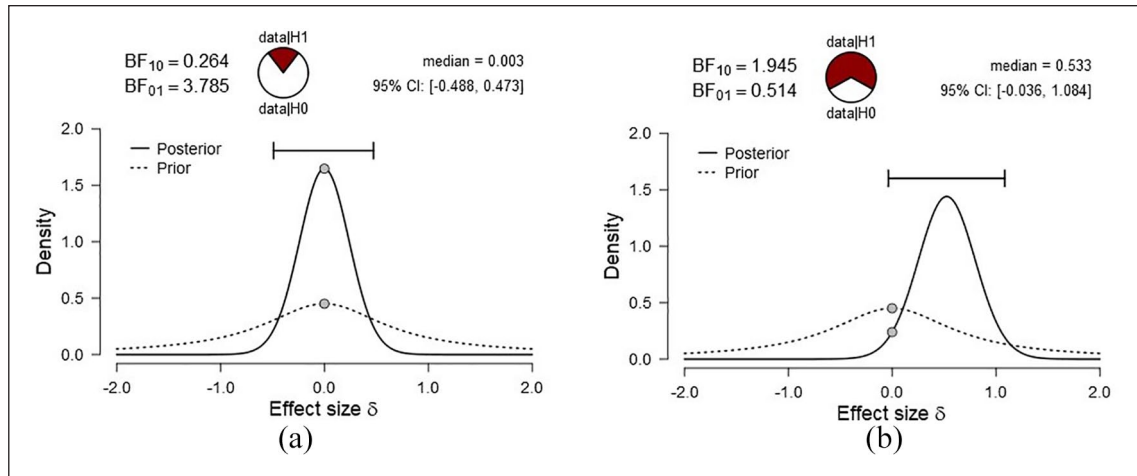 data|H1
BF10 = 0.264
BF01 = 3.785
median = 0.003
95% CI: [-0.488, 0.473]
data|H0
2.0
1.5
1.0
0.5
0.0
Density
Posterior
Prior
-2.0 -1.0 0.0 1.0 2.0
Effect size δ
(a)
data|H1
BF10 = 1.945
BF01 = 0.514
median = 0.533
95% CI: [-0.036, 1.084]
data|H0
2.0
1.5
1.0
0.5
0.0
Density
Posterior
Prior
-2.0 -1.0 0.0 1.0 2.0
Effect size δ
(b)